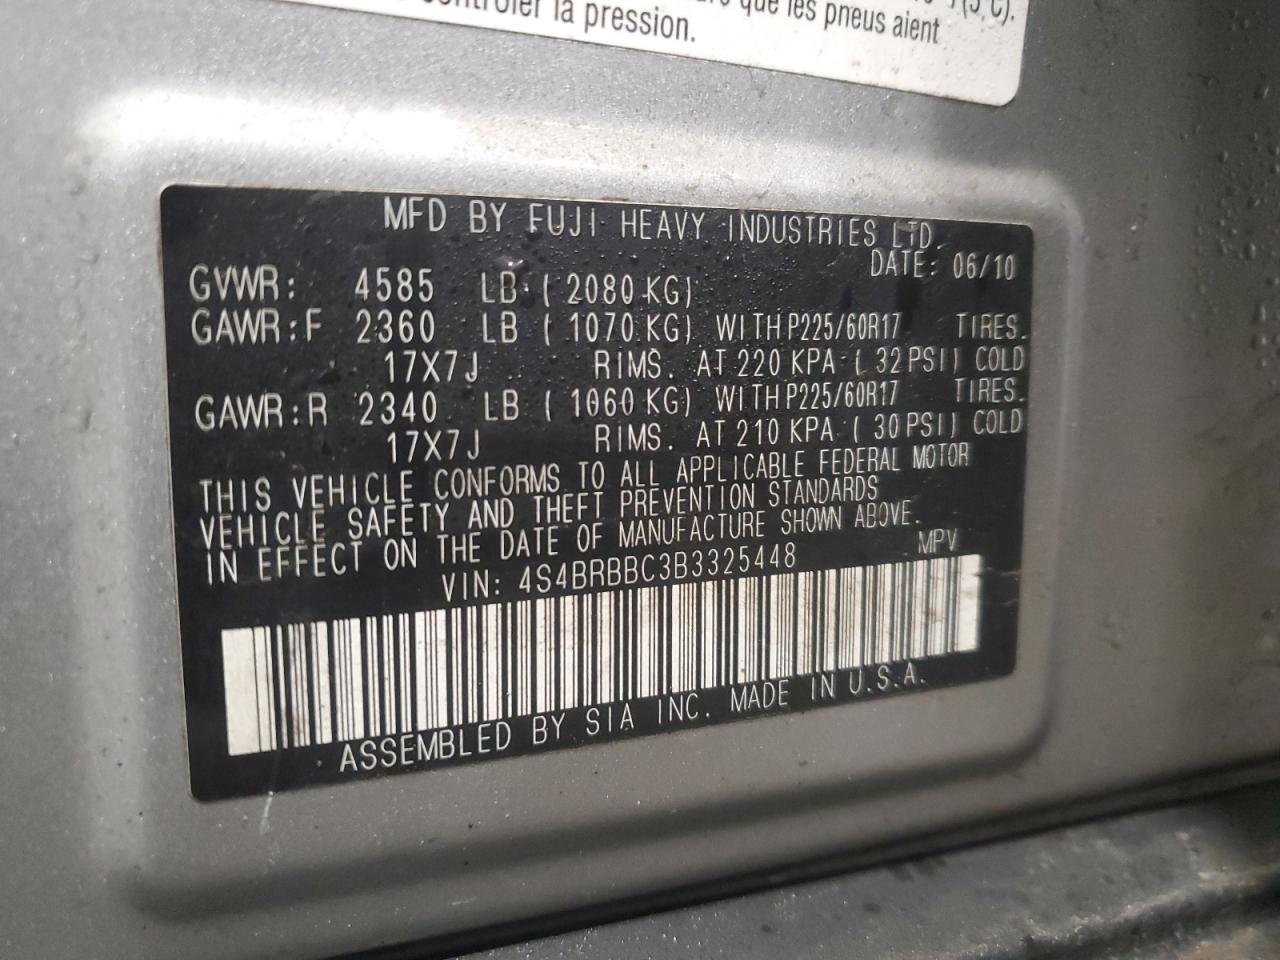 (5°C).
que les pneus aient
la pression.
MFD BY FUJI HEAVY INDUSTRIES LTD.
DATE: 06/10
GVWR: 4585 LB ( 2080 KG)
GAWR:F 2360 LB ( 1070 KG) WITH P225/60R17 TIRES.
17X7J RIMS. AT 220 KPA ( 32 PSI) COLD
GAWR:R 2340 LB ( 1060 KG) WITH P225/60R17 TIRES.
17X7J RIMS. AT 210 KPA ( 30 PSI) COLD
THIS VEHICLE CONFORMS TO ALL APPLICABLE FEDERAL MOTOR
VEHICLE SAFETY AND THEFT PREVENTION STANDARDS
IN EFFECT ON THE DATE OF MANUFACTURE SHOWN ABOVE.
VIN: 4S4BRBBC3B3325448 MPV
ASSEMBLED BY SIA INC. MADE IN U.S.A.